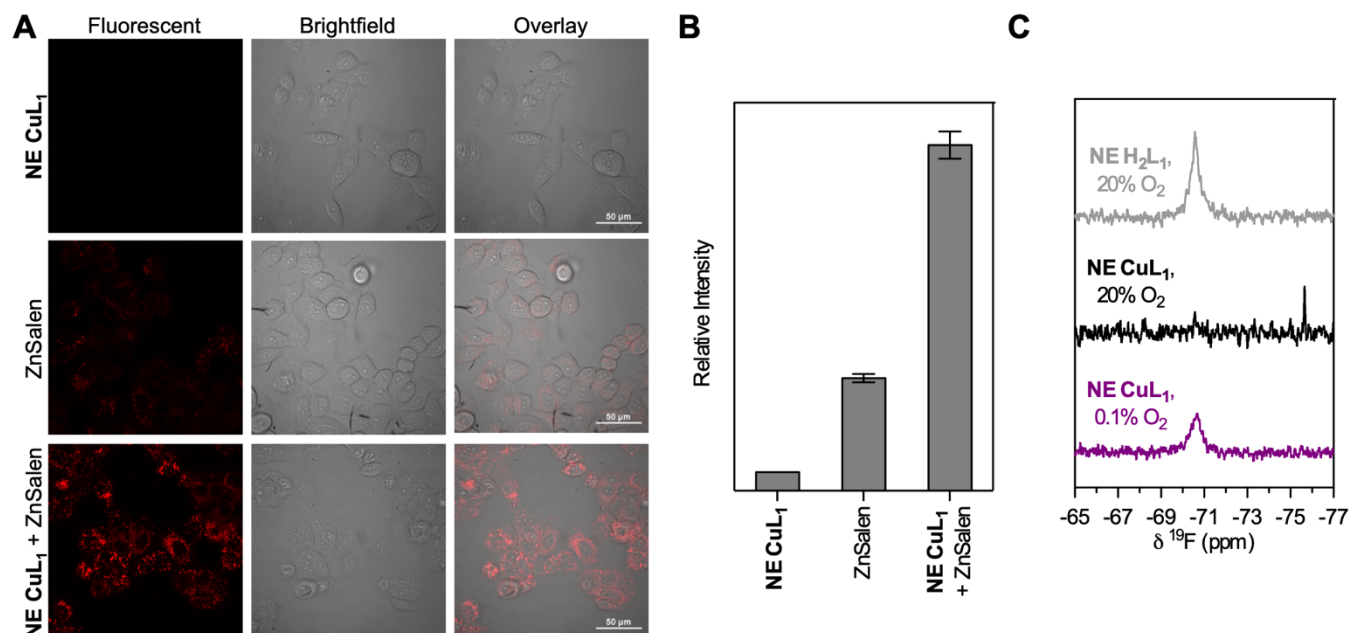 A
Fluorescent
Brightfield
Overlay
NE CuL₁
50 µm
ZnSalen
50 µm
NE CuL₁ + ZnSalen
50 µm
B
Relative Intensity
NE CuL₁
ZnSalen
NE CuL₁
+ ZnSalen
C
NE H₂L₁,
20% O₂
NE CuL₁,
20% O₂
NE CuL₁,
0.1% O₂
-65 -67 -69 -71 -73 -75 -77
δ ¹⁹F (ppm)